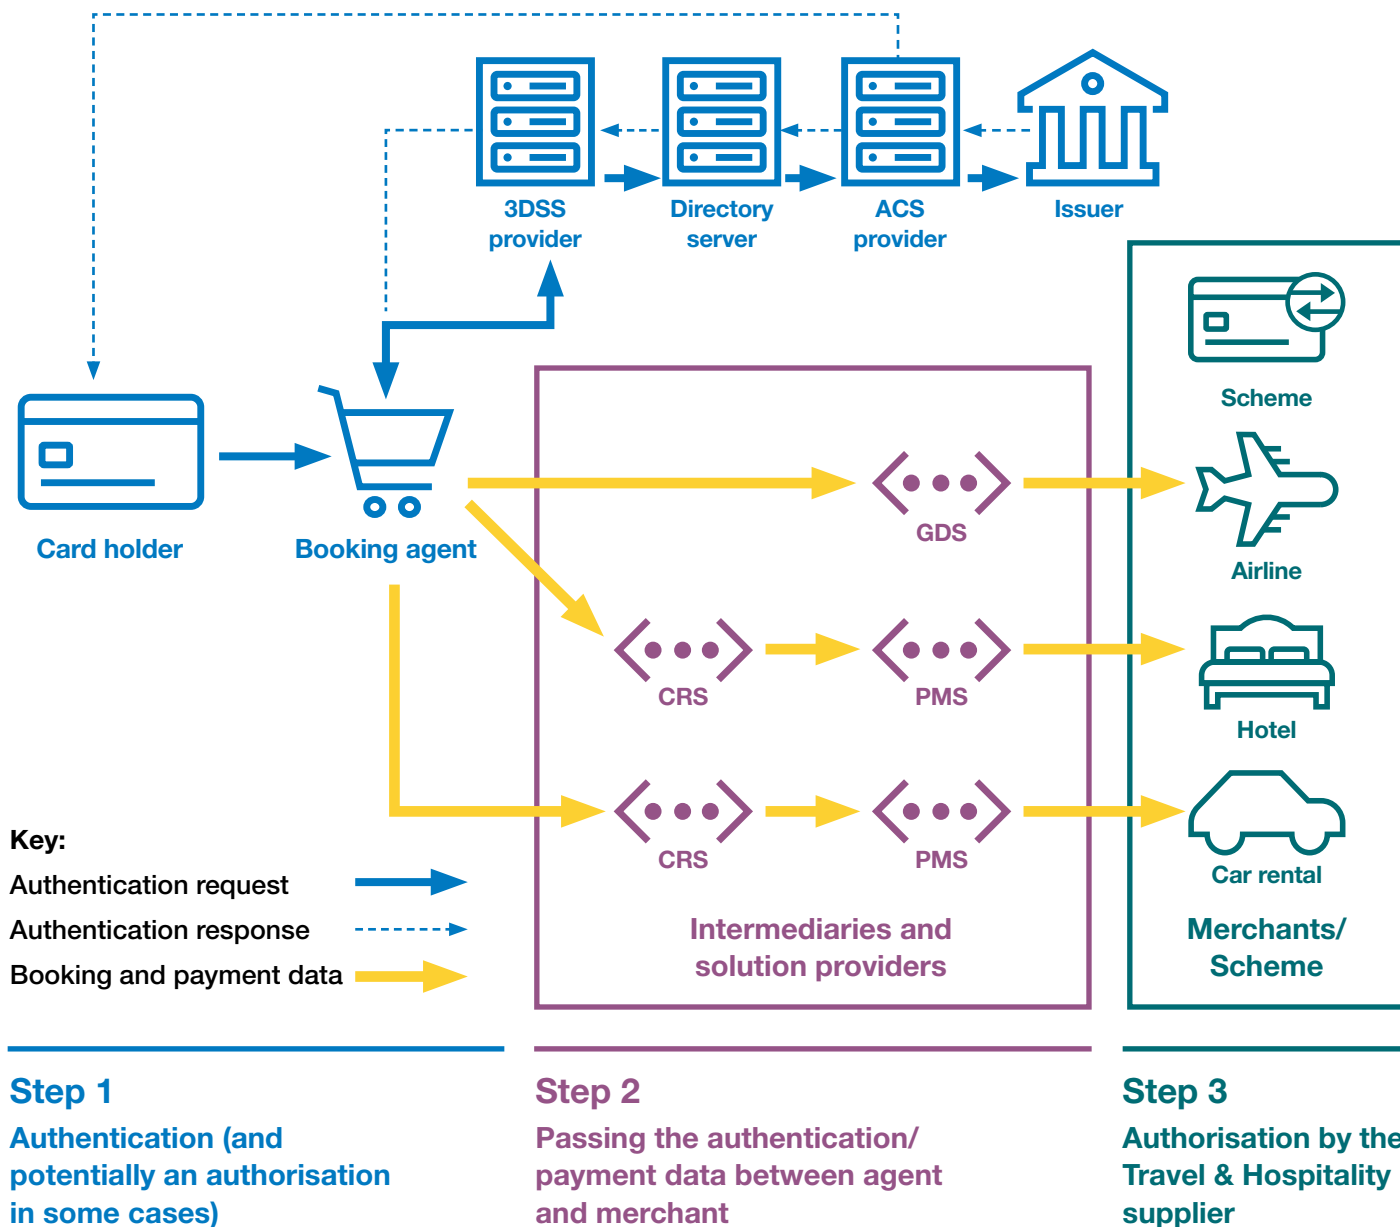 3DSS
provider
Directory
server
ACS
provider
Issuer
Scheme
Card holder
Booking agent
GDS
Airline
CRS
PMS
Hotel
CRS
PMS
Car rental
Key:
Authentication request
Authentication response
Booking and payment data
Intermediaries and
solution providers
Merchants/
Scheme
Step 1
Authentication (and
potentially an authorisation
in some cases)
Step 2
Passing the authentication/
payment data between agent
and merchant
Step 3
Authorisation by the
Travel & Hospitality
supplier